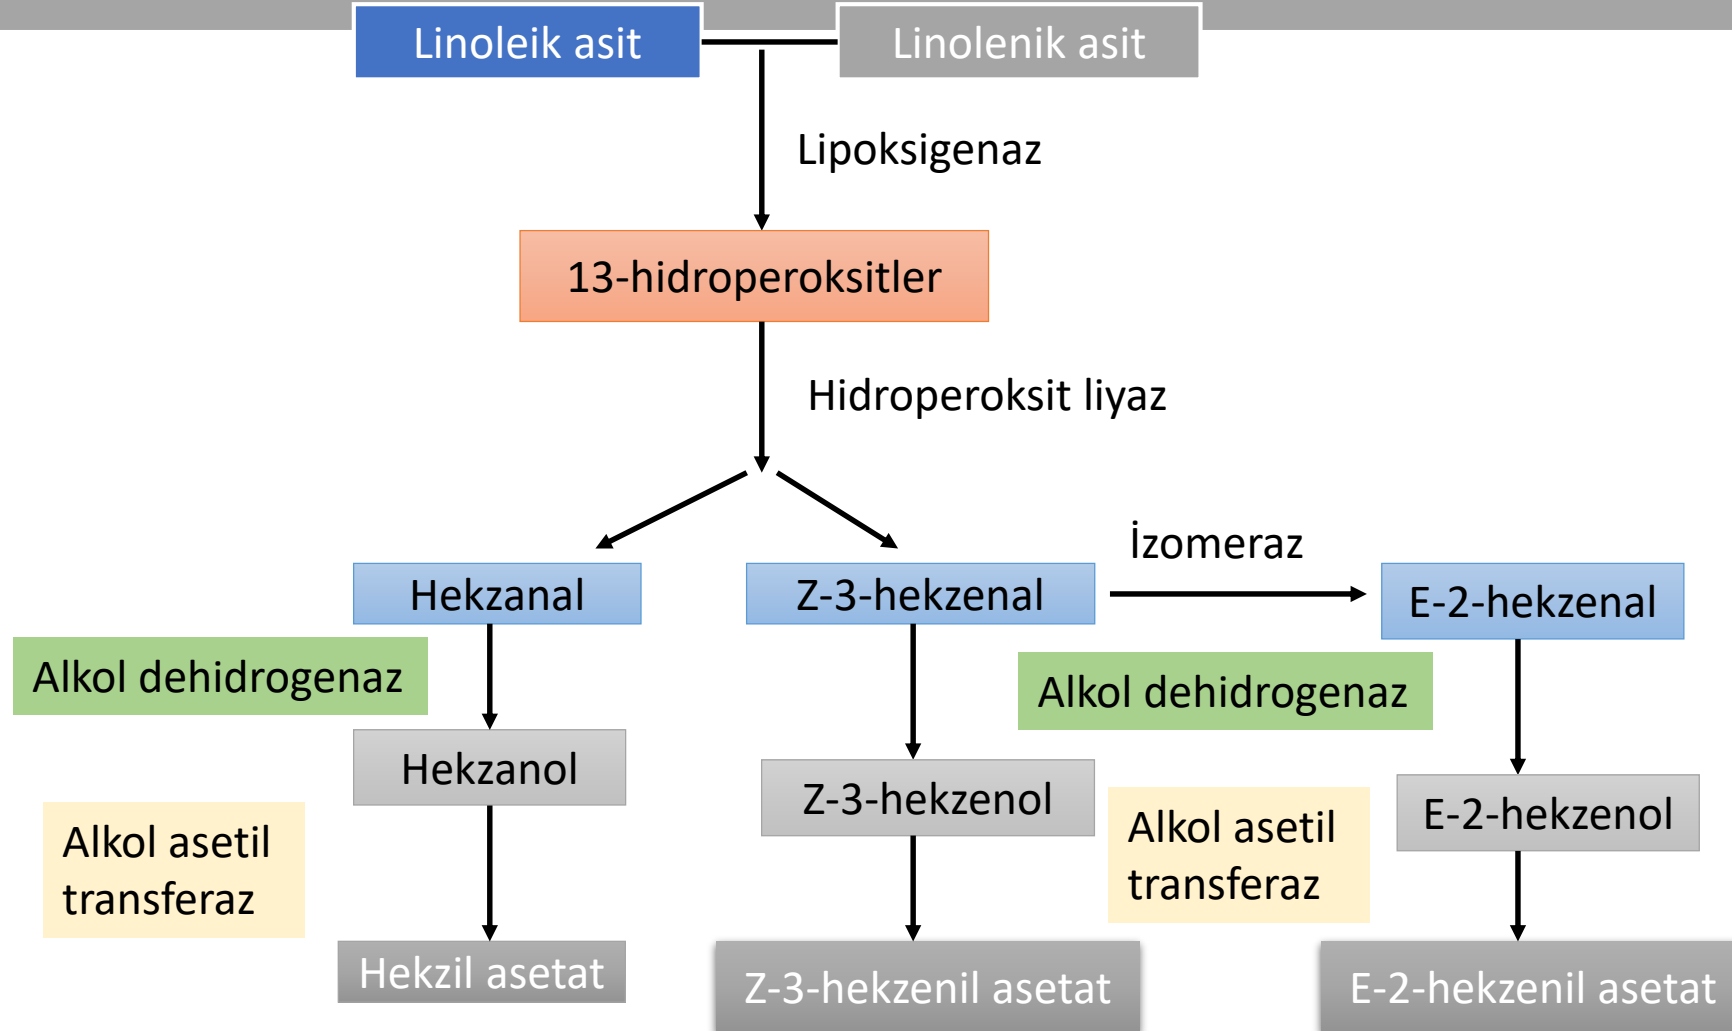 Linoleik asit
Linolenik asit
Lipoksigenaz
13-hidroperoksitler
Hidroperoksit liyaz
İzomeraz
Hekzanal
Z-3-hekzenal
E-2-hekzenal
Alkol dehidrogenaz
Alkol dehidrogenaz
Hekzanol
Z-3-hekzenol
E-2-hekzenol
Alkol asetil
transferaz
Alkol asetil
transferaz
Hekzil asetat
Z-3-hekzenil asetat
E-2-hekzenil asetat